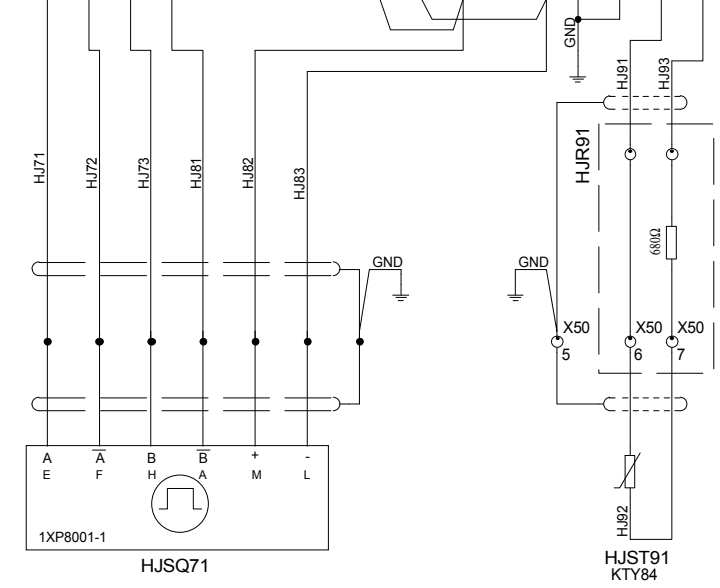 GND
HJ91
HJ93
HJR91
HJ71
HJ72
HJ73
HJ81
HJ82
HJ83
680Ω
GND
GND
X50
5
X50
6
X50
7
A
A
B
B
+
-
E
F
H
A
M
L
1XP8001-1
HJSQ71
HJ92
HJST91
KTY84